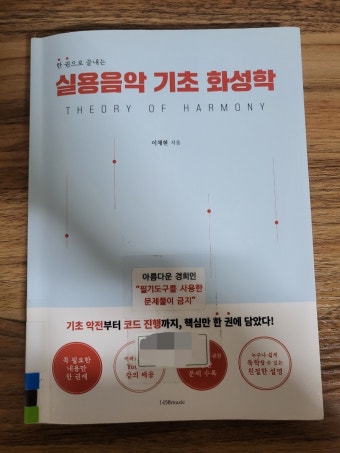 한 권으로 끝내는
실용음악 기초 화성학
THEORY OF HARMONY
이재현 지음
아름다운 경희인
"필기도구를 사용한
문제풀이 금지"
기초 악전부터 코드 진행까지, 핵심만 한 권에 담았다!
꼭 필요한
내용만
한 권에
강의 제공
문제 수록
누구나 쉽게
독학할 수 있는
친절한 설명
1458music